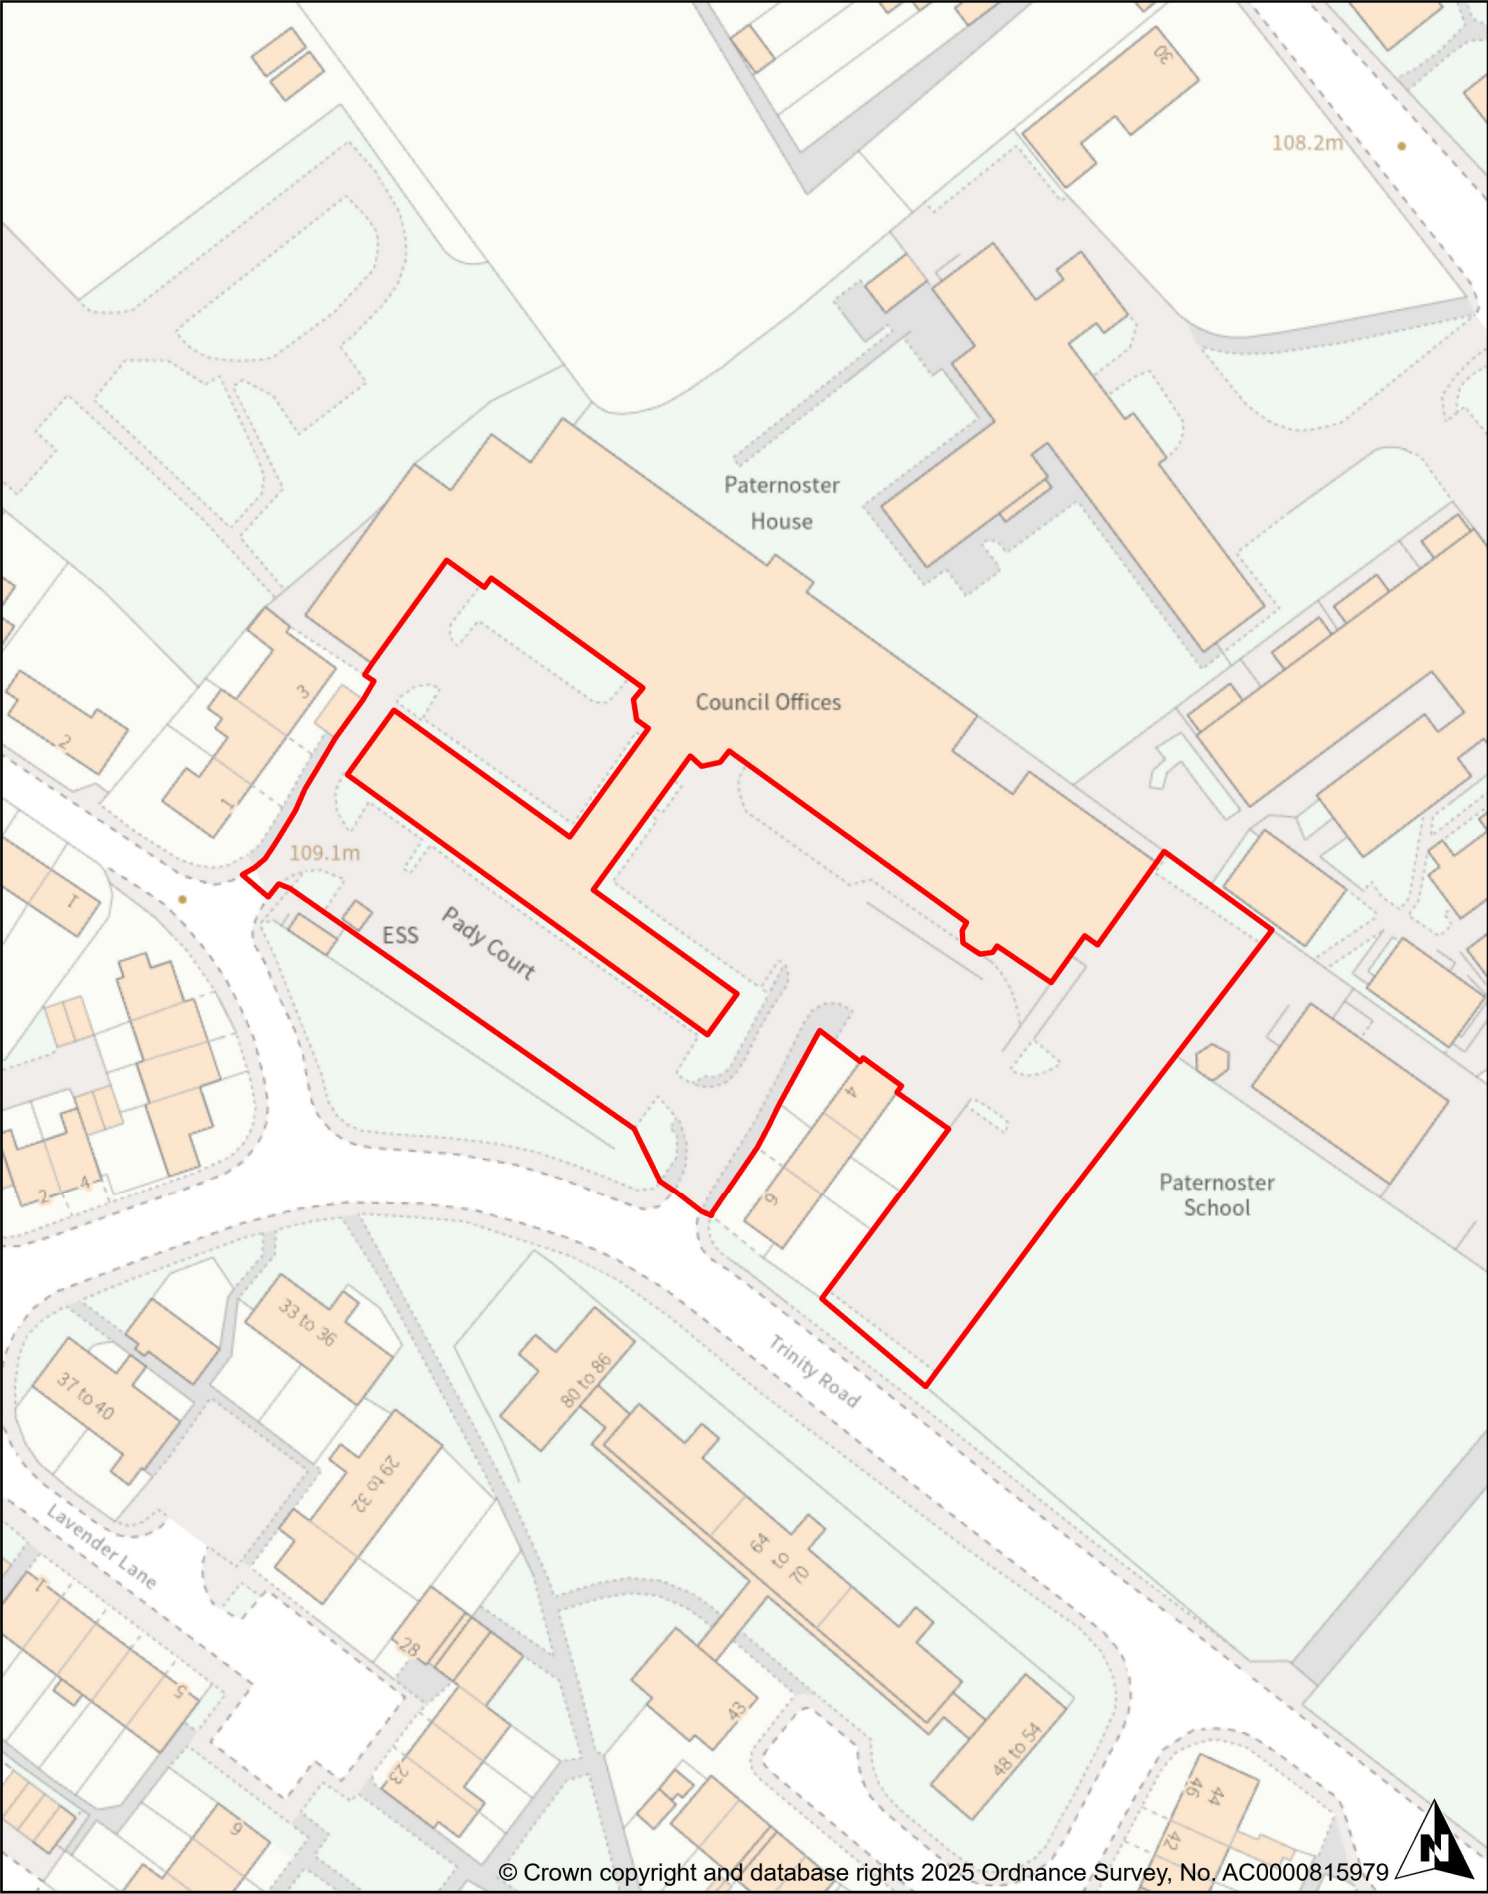 30
108.2m
Paternoster
House
Council Offices
3
2
1
109.1m
1
ESS
Pady Court
4
6
2
4
Paternoster
School
33 to 36
37 to 40
80 to 86
Trinity Road
29 to 32
64 to 70
Lavender Lane
1
28
5
43
48 to 54
23
46
44
42
6
N
© Crown copyright and database rights 2025 Ordnance Survey, No. AC0000815979